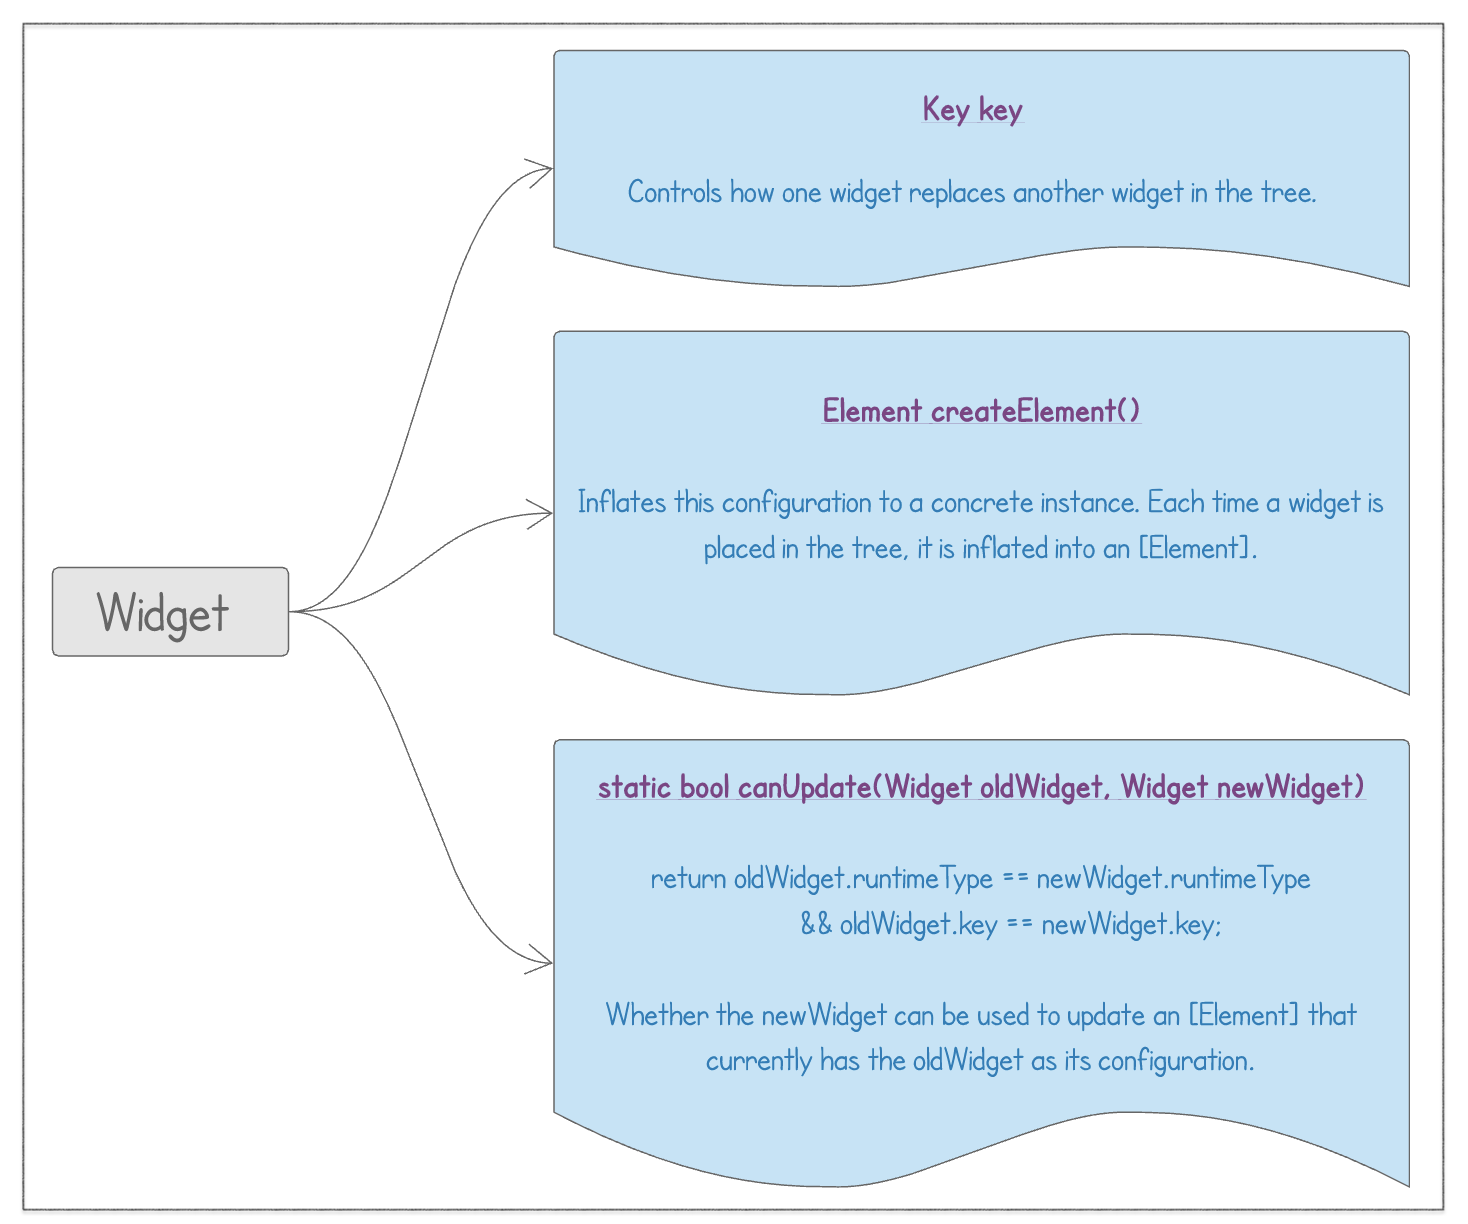 Key key
Controls how one widget replaces another widget in the tree.
Element createElement()
Inflates this configuration to a concrete instance. Each time a widget is
placed in the tree, it is inflated into an [Element].
Widget
static bool canUpdate(Widget oldWidget, Widget newWidget)
return oldWidget.runtimeType == newWidget.runtimeType
&& oldWidget.key == newWidget.key;
Whether the newWidget can be used to update an [Element] that
currently has the oldWidget as its configuration.